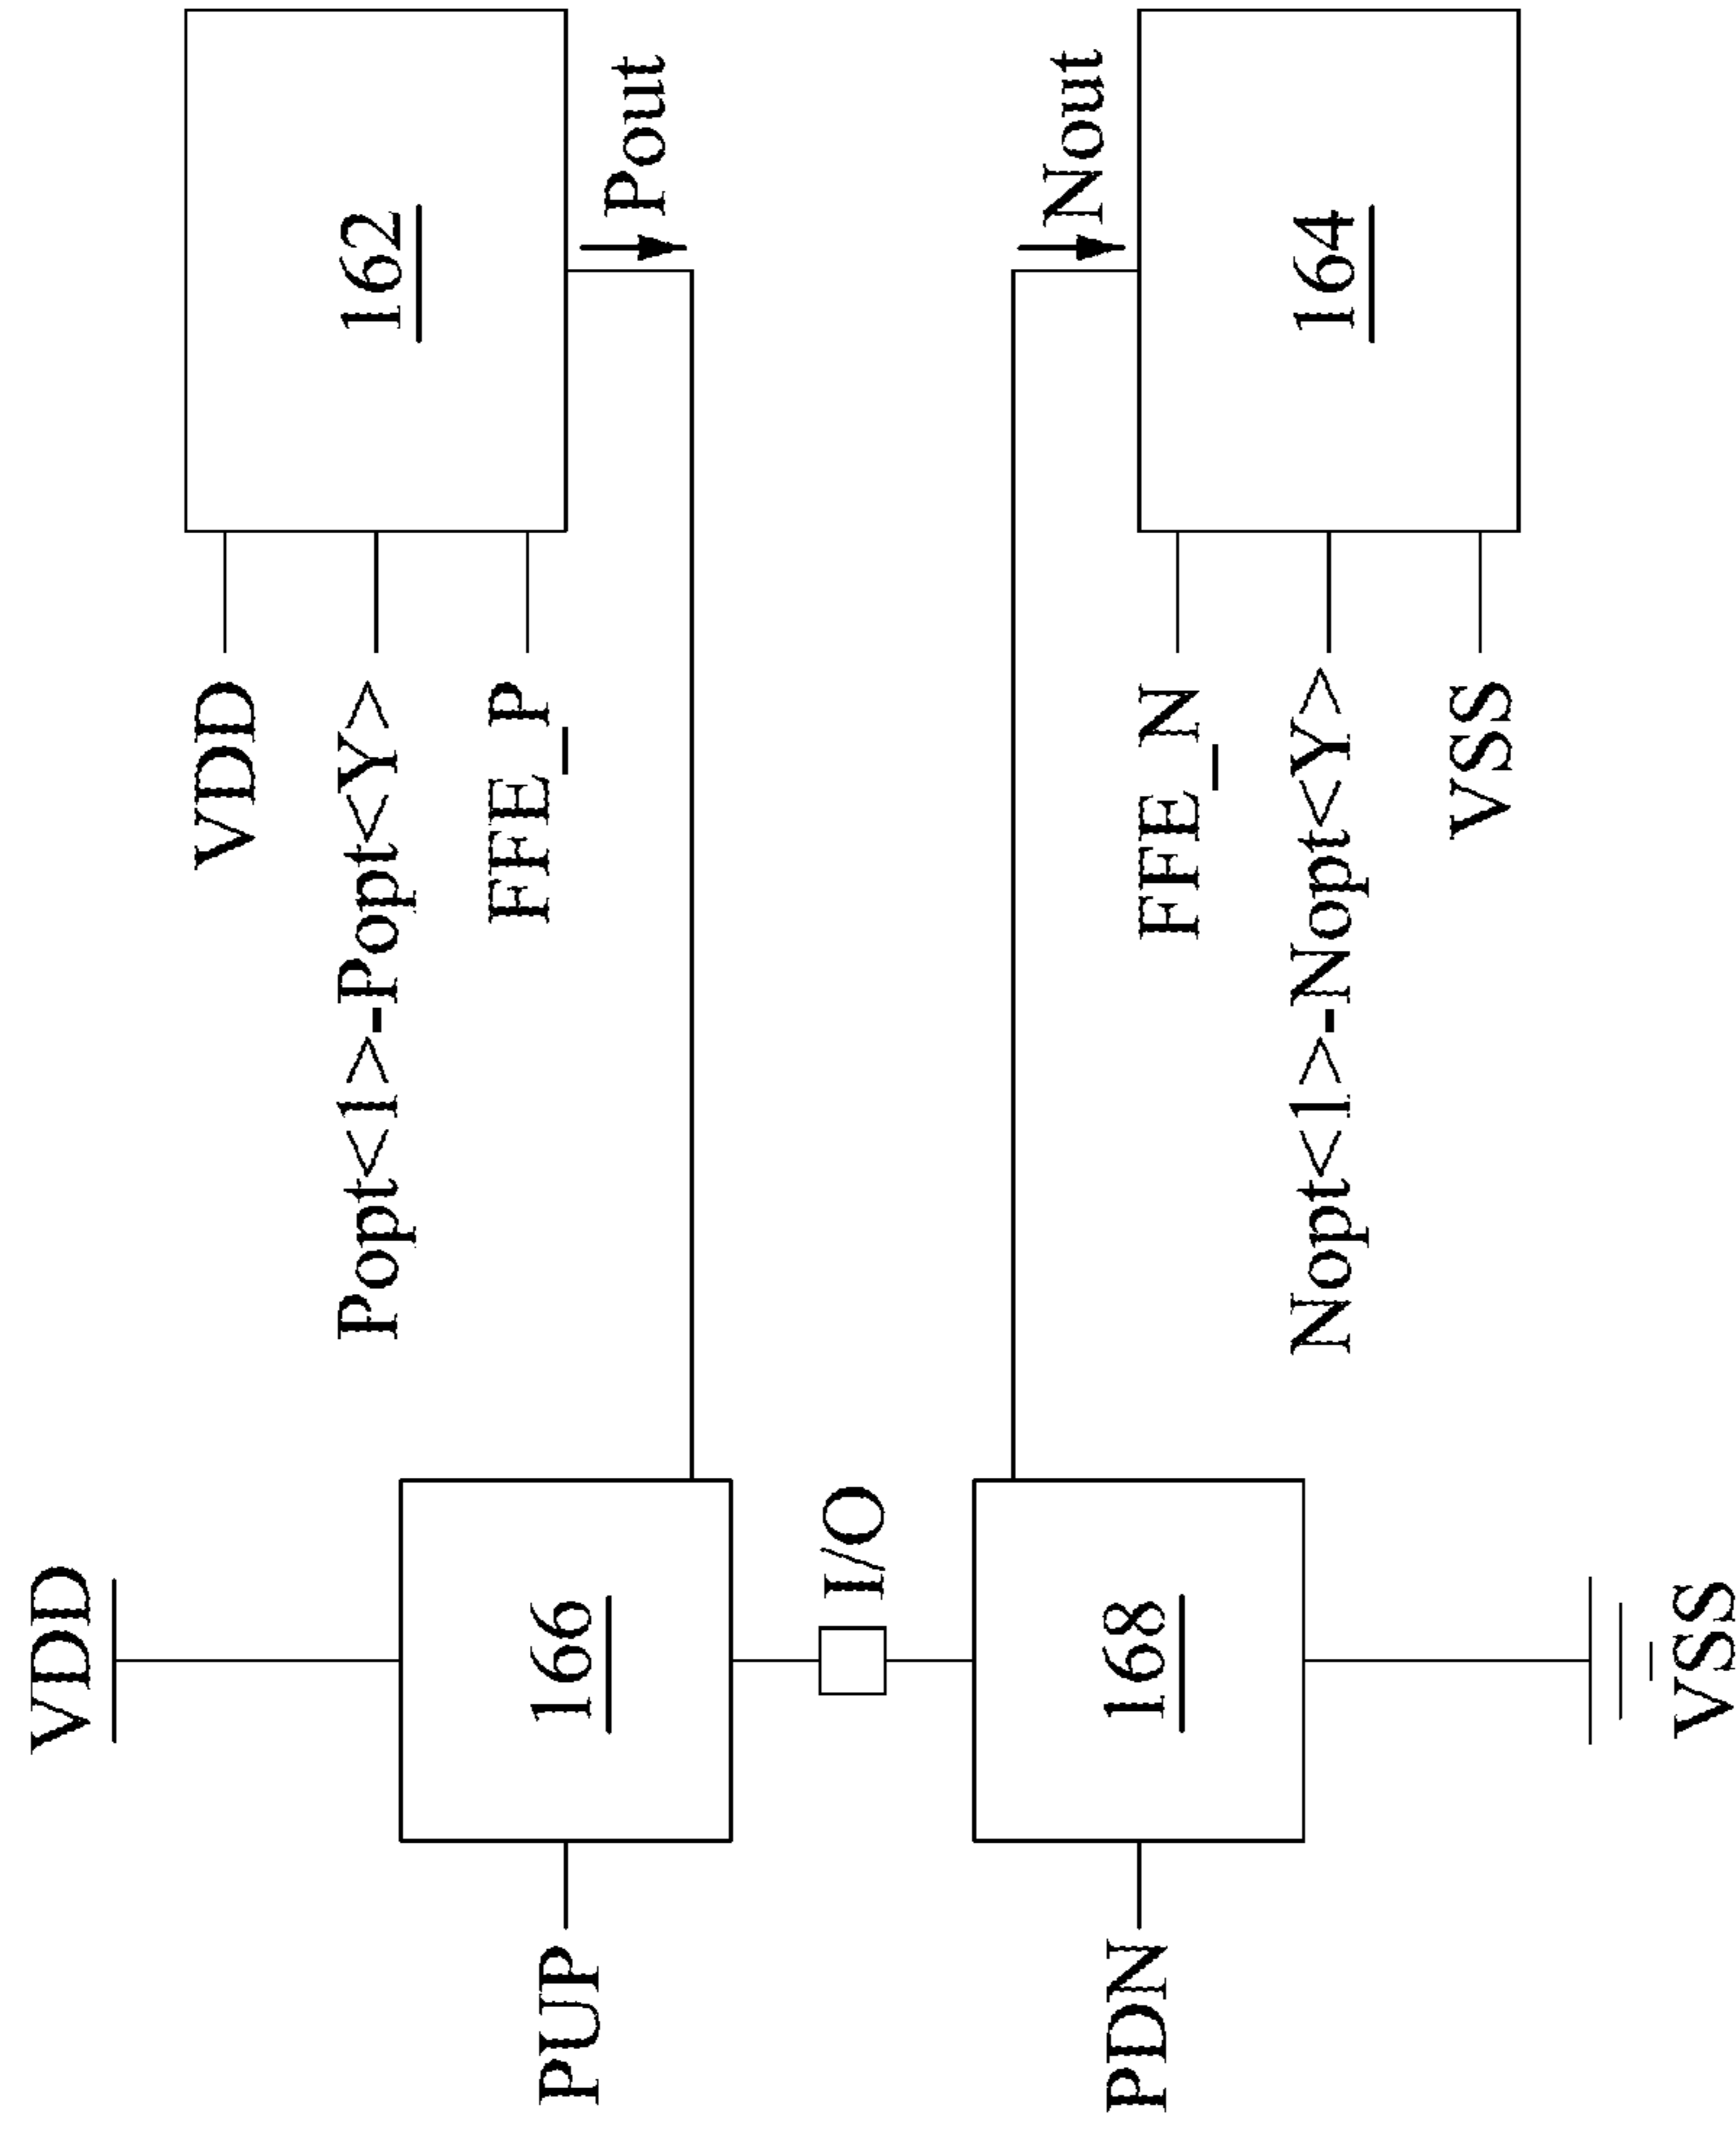 VDD
VDD
Popt<1>-Popt<Y>
162
FFE_P
PUP
166
Pout
I/O
Nout
PDN
168
FFE_N
Nopt<1>-Nopt<Y>
164
VSS
VSS